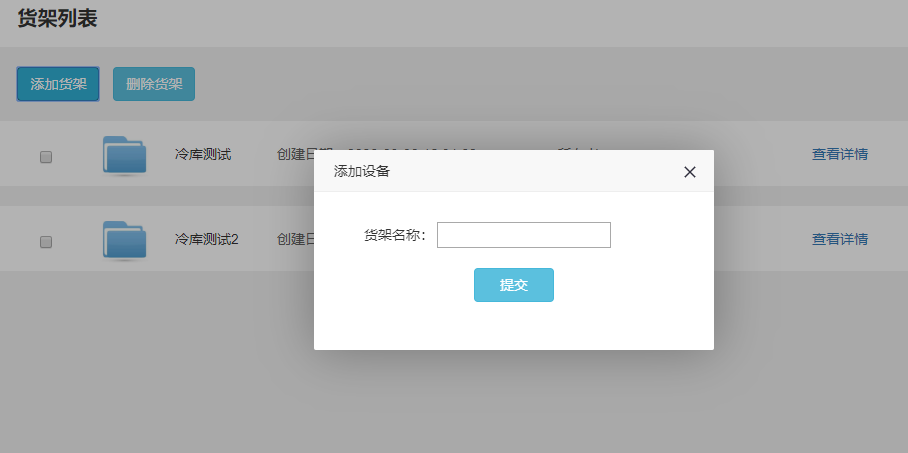 货架列表
添加货架 删除货架
冷库测试 创建日 查看详情
添加设备
货架名称：
提交
冷库测试2 创建日 查看详情